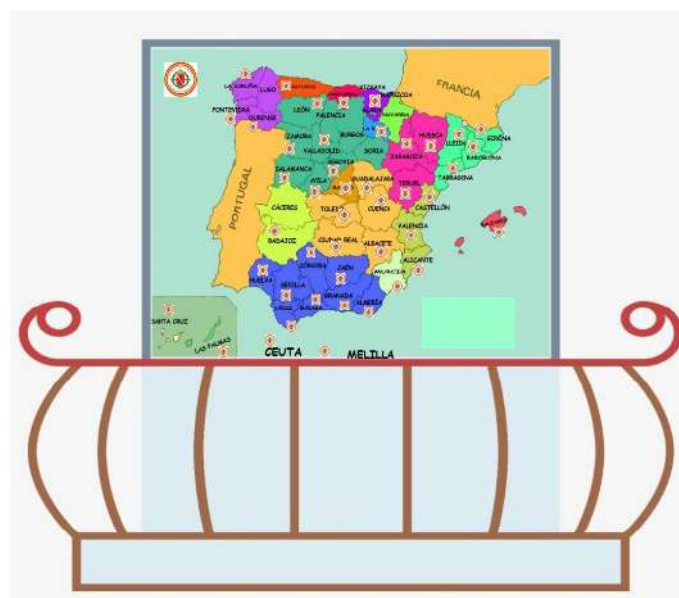 FRANCIA
LA CORUÑA
LUGO
PONTEVEDRA
OURENSE
LEÓN
PALENCIA
BURGOS
ZAMORA
VALLADOLID
SORIA
SEGOVIA
SALAMANCA
ÁVILA
GUADALAJARA
HUESCA
ZARAGOZA
TERUEL
LLEIDA
GIRONA
BARCELONA
TARRAGONA
PORTUGAL
CÁCERES
BADAJOZ
TOLEDO
CUENCA
CIUDAD REAL
ALBACETE
CASTELLÓN
VALENCIA
ALICANTE
MURCIA
HUELVA
SEVILLA
CÓRDOBA
JAÉN
GRANADA
ALMERÍA
MÁLAGA
SANTA CRUZ
LAS PALMAS
CEUTA
MELILLA